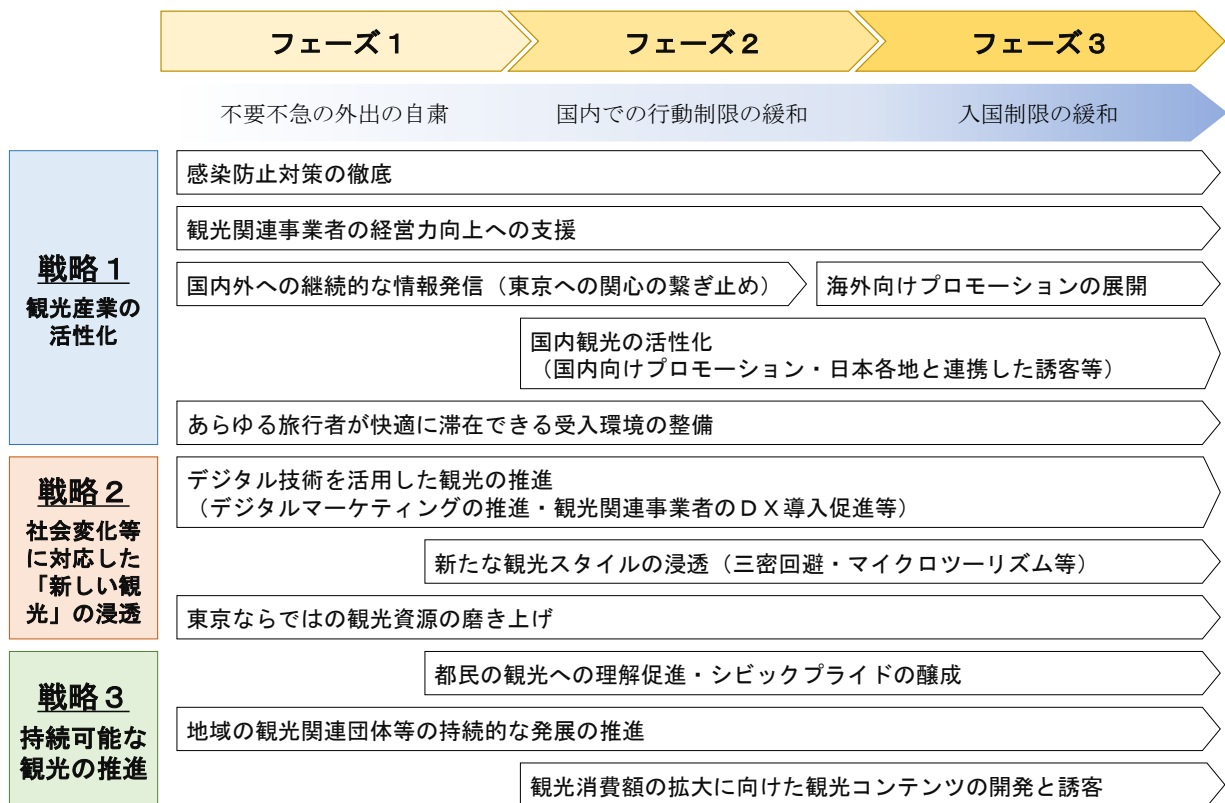 フェーズ１
フェーズ２
フェーズ３
不要不急の外出の自粛
国内での行動制限の緩和
入国制限の緩和
戦略１
観光産業の
活性化
感染防止対策の徹底
観光関連事業者の経営力向上への支援
国内外への継続的な情報発信（東京への関心の繋ぎ止め）
海外向けプロモーションの展開
国内観光の活性化
（国内向けプロモーション・日本各地と連携した誘客等）
あらゆる旅行者が快適に滞在できる受入環境の整備
戦略２
社会変化等
に対応した
「新しい観
光」の浸透
デジタル技術を活用した観光の推進
（デジタルマーケティングの推進・観光関連事業者のＤＸ導入促進等）
新たな観光スタイルの浸透（三密回避・マイクロツーリズム等）
東京ならではの観光資源の磨き上げ
戦略３
持続可能な
観光の推進
都民の観光への理解促進・シビックプライドの醸成
地域の観光関連団体等の持続的な発展の推進
観光消費額の拡大に向けた観光コンテンツの開発と誘客